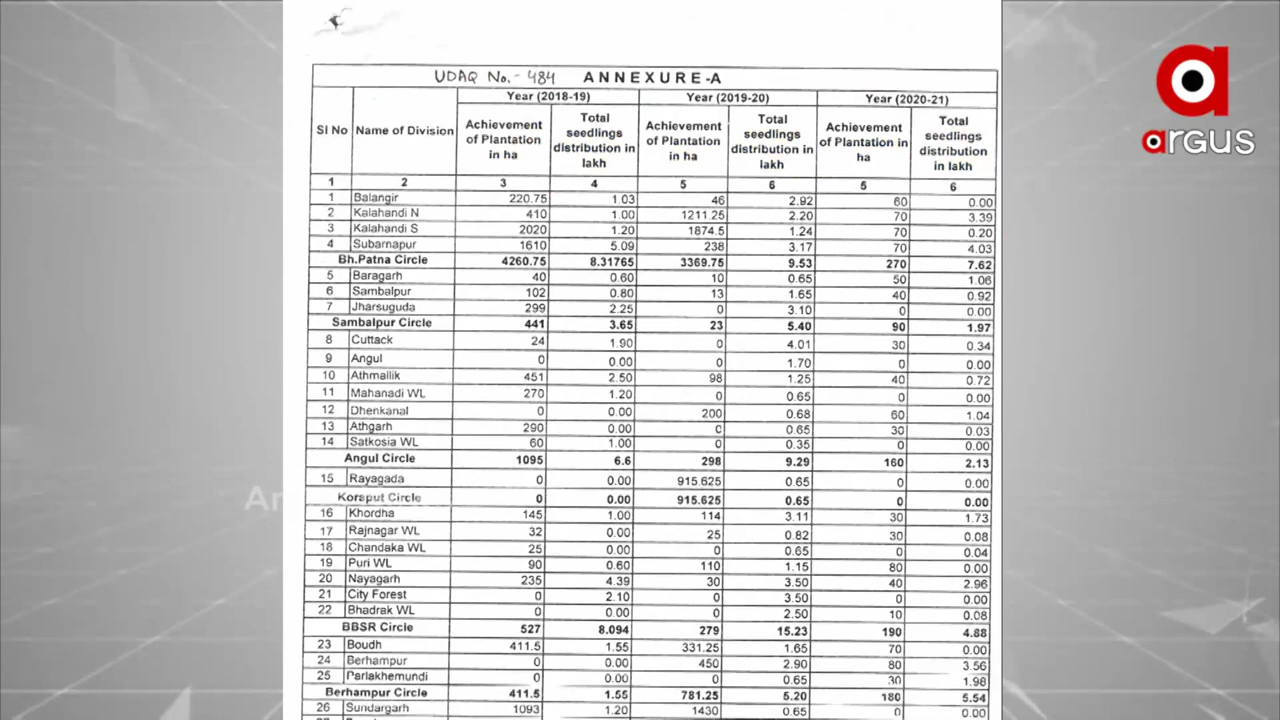 UDAQ No.- 484 ANNEXURE-A
Year (2018-19) Year (2019-20) Year (2020-21)
Sl No Name of Division Achievement of Plantation in ha Total seedlings distribution in lakh Achievement of Plantation in ha Total seedlings distribution in lakh Achievement of Plantation in ha Total seedlings distribution in lakh
1 2 3 4 5 6 5 6
1 Balangir 220.75 1.03 46 2.92 60 0.00
2 Kalahandi N 410 1.00 1211.25 2.20 70 3.39
3 Kalahandi S 2020 1.20 1874.5 1.24 70 0.20
4 Subarnapur 1610 5.09 238 3.17 70 4.03
Bh.Patna Circle 4260.75 8.31765 3369.75 9.53 270 7.62
5 Baragarh 40 0.60 10 0.65 50 1.06
6 Sambalpur 102 0.80 13 1.65 40 0.92
7 Jharsuguda 299 2.25 0 3.10 0 0.00
Sambalpur Circle 441 3.65 23 5.40 90 1.97
8 Cuttack 24 1.90 0 4.01 30 0.34
9 Angul 0 0.00 0 1.70 0 0.00
10 Athmallik 451 2.50 98 1.25 40 0.72
11 Mahanadi WL 270 1.20 0 0.65 0 0.00
12 Dhenkanal 0 0.00 200 0.68 60 1.04
13 Athgarh 290 0.00 0 0.65 30 0.03
14 Satkosia WL 60 1.00 0 0.35 0 0.00
Angul Circle 1095 6.6 298 9.29 160 2.13
15 Rayagada 0 0.00 915.625 0.65 0 0.00
Koraput Circle 0 0.00 915.625 0.65 0 0.00
16 Khordha 145 1.00 114 3.11 30 1.73
17 Rajnagar WL 32 0.00 25 0.82 30 0.08
18 Chandaka WL 25 0.00 0 0.65 0 0.04
19 Puri WL 90 0.60 110 1.15 80 0.00
20 Nayagarh 235 4.39 30 3.50 40 2.96
21 City Forest 0 2.10 0 3.50 0 0.00
22 Bhadrak WL 0 0.00 0 2.50 10 0.08
BBSR Circle 527 8.094 279 15.23 190 4.88
23 Boudh 411.5 1.55 331.25 1.65 70 0.00
24 Berhampur 0 0.00 450 2.90 80 3.56
25 Parlakhemundi 0 0.00 0 0.65 30 1.98
Berhampur Circle 411.5 1.55 781.25 5.20 180 5.54
26 Sundargarh 1093 1.20 1430 0.65 0 0.00
argus